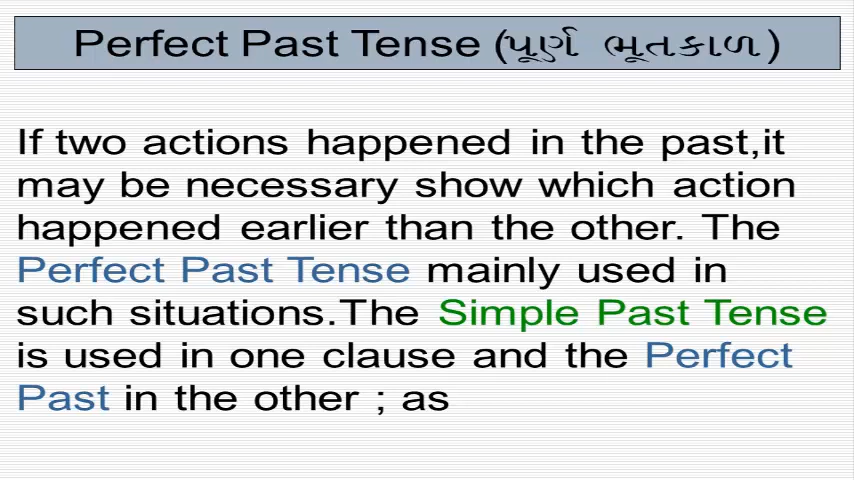 Perfect Past Tense (પૂર્ણ ભૂતકાળ)
If two actions happened in the past,it
may be necessary show which action
happened earlier than the other. The
Perfect Past Tense mainly used in
such situations.The Simple Past Tense
is used in one clause and the Perfect
Past in the other ; as